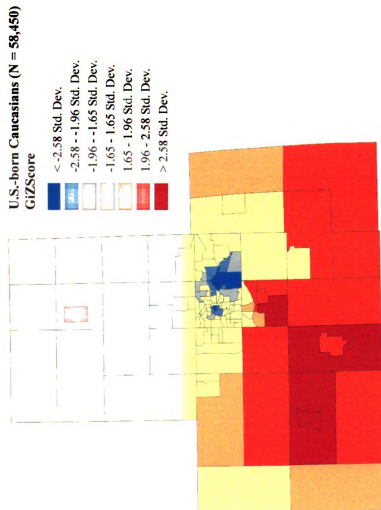 U.S.-born Caucasians (N = 58,450)
GiZScore
< -2.58 Std. Dev.
-2.58 - -1.96 Std. Dev.
-1.96 - -1.65 Std. Dev.
-1.65 - 1.65 Std. Dev.
1.65 - 1.96 Std. Dev.
1.96 - 2.58 Std. Dev.
> 2.58 Std. Dev.